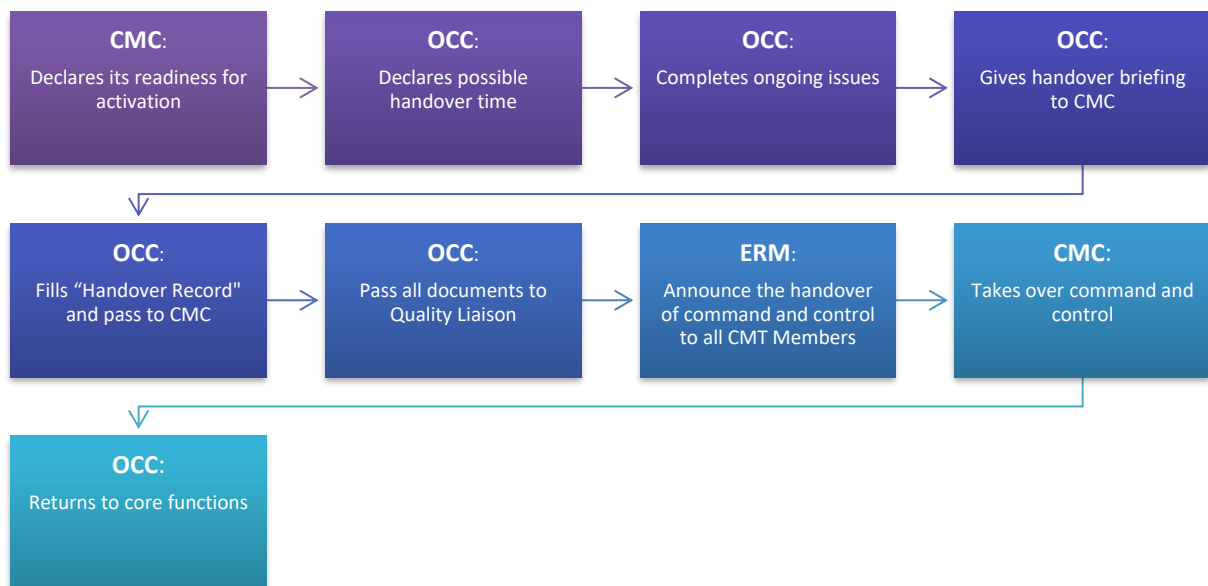 CMC:
Declares its readiness for
activation
OCC:
Declares possible
handover time
OCC:
Completes ongoing issues
OCC:
Gives handover briefing
to CMC
OCC:
Fills “Handover Record"
and pass to CMC
OCC:
Pass all documents to
Quality Liaison
ERM:
Announce the handover
of command and control
to all CMT Members
CMC:
Takes over command and
control
OCC:
Returns to core functions